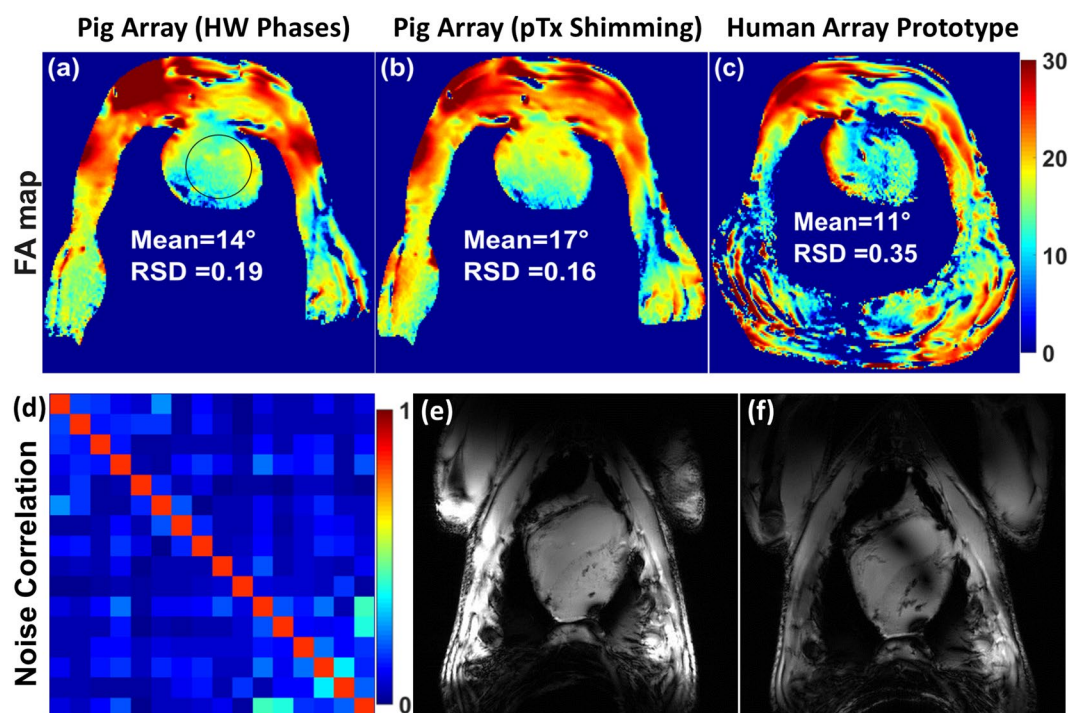 Pig Array (HW Phases)
Pig Array (pTx Shimming)
Human Array Prototype
FA map
(a)
Mean=14°
RSD =0.19
(b)
Mean=17°
RSD =0.16
(c)
Mean=11°
RSD =0.35
30
20
10
0
Noise Correlation
(d)
1
0
(e)
(f)